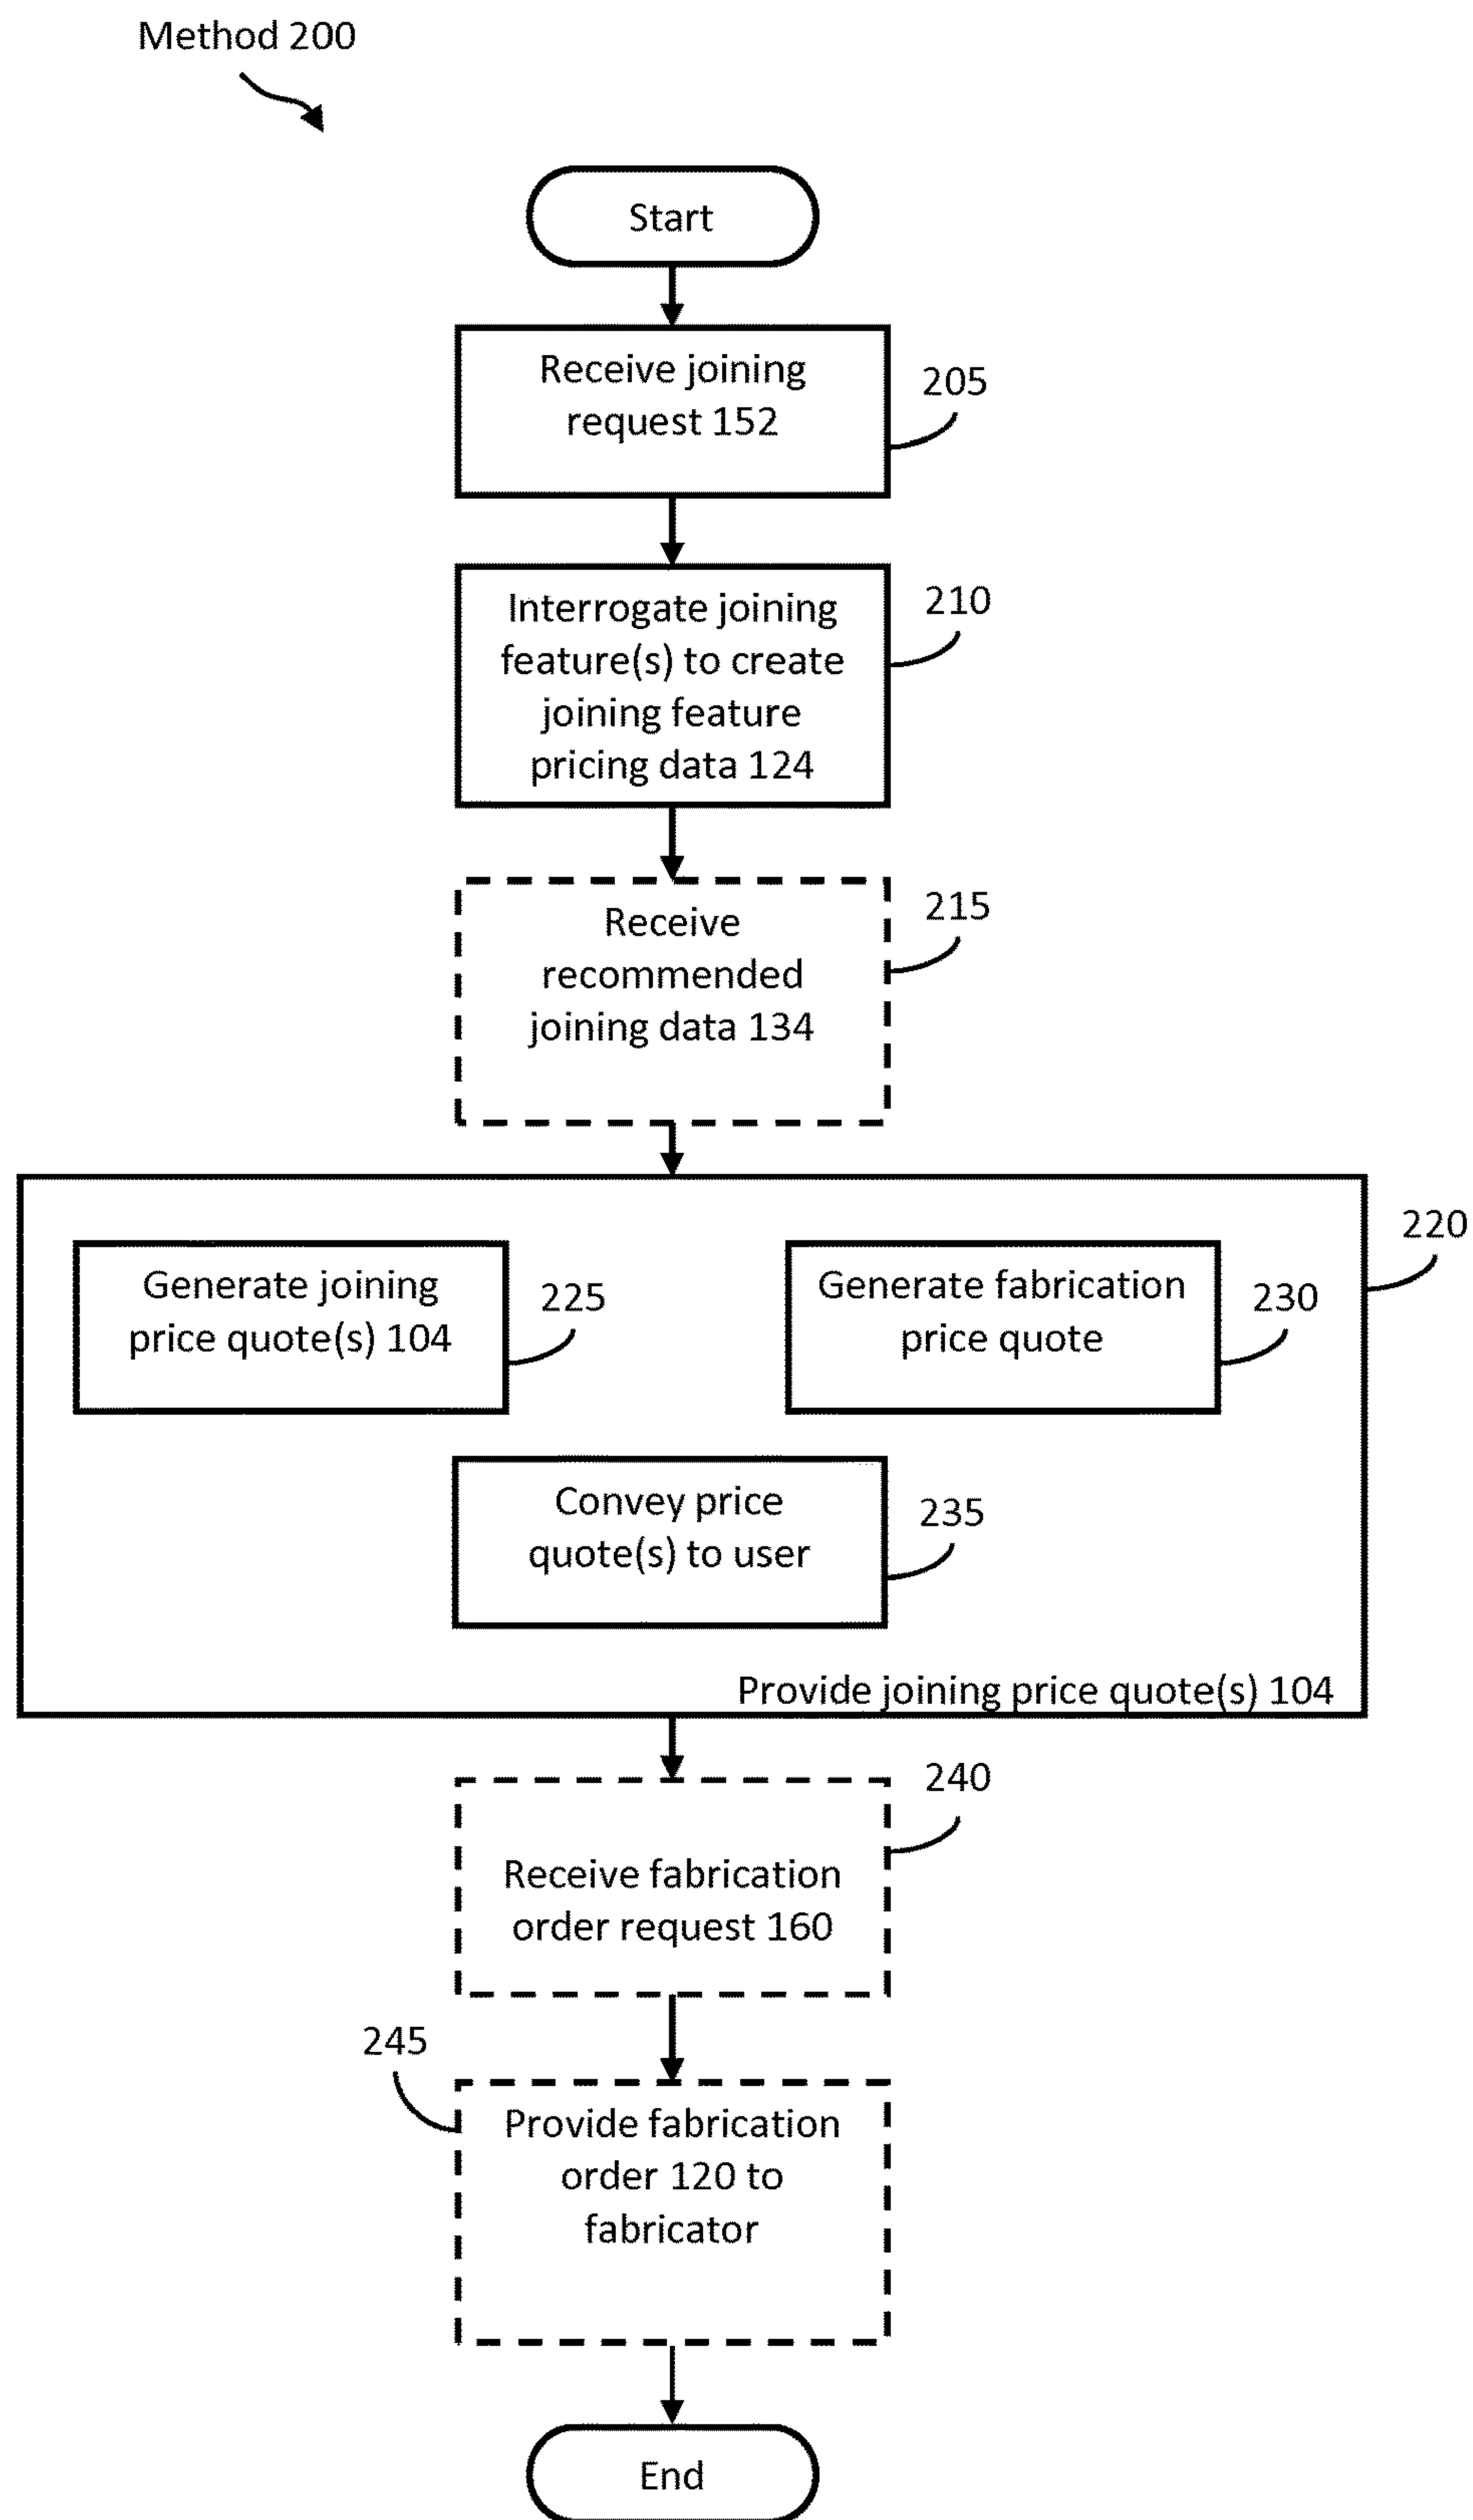 Method 200
Start
Receive joining
request 152
205
Interrogate joining
feature(s) to create
joining feature
pricing data 124
210
Receive
recommended
joining data 134
215
220
Generate joining
price quote(s) 104
225
Generate fabrication
price quote
230
Convey price
quote(s) to user
235
Provide joining price quote(s) 104
240
Receive fabrication
order request 160
245
Provide fabrication
order 120 to
fabricator
End